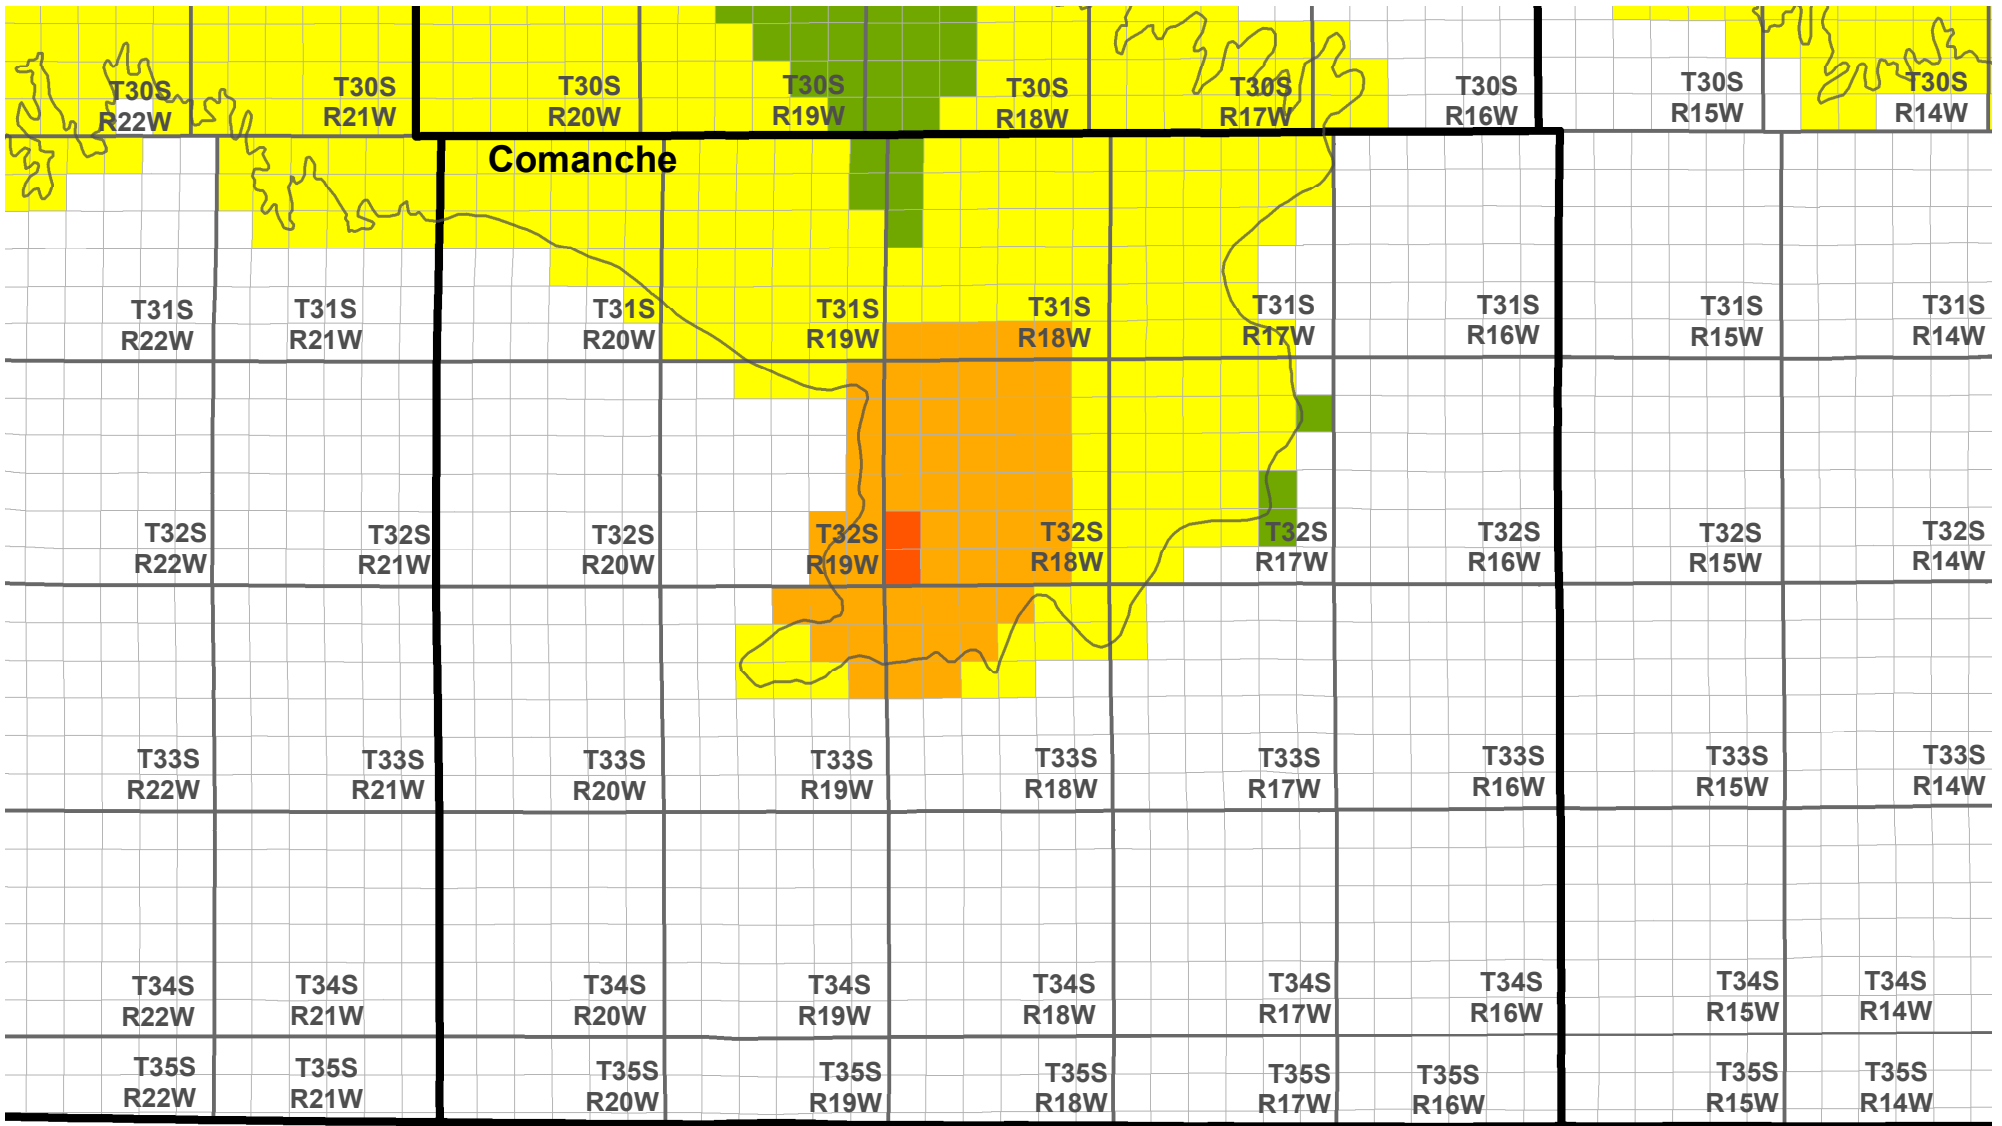 T30S
R22W
T30S
R21W
T30S
R20W
T30S
R19W
T30S
R18W
T30S
R17W
T30S
R16W
T30S
R15W
T30S
R14W
Comanche
T31S
R22W
T31S
R21W
T31S
R20W
T31S
R19W
T31S
R18W
T31S
R17W
T31S
R16W
T31S
R15W
T31S
R14W
T32S
R22W
T32S
R21W
T32S
R20W
T32S
R19W
T32S
R18W
T32S
R17W
T32S
R16W
T32S
R15W
T32S
R14W
T33S
R22W
T33S
R21W
T33S
R20W
T33S
R19W
T33S
R18W
T33S
R17W
T33S
R16W
T33S
R15W
T33S
R14W
T34S
R22W
T34S
R21W
T34S
R20W
T34S
R19W
T34S
R18W
T34S
R17W
T34S
R16W
T34S
R15W
T34S
R14W
T35S
R22W
T35S
R21W
T35S
R20W
T35S
R19W
T35S
R18W
T35S
R17W
T35S
R16W
T35S
R15W
T35S
R14W